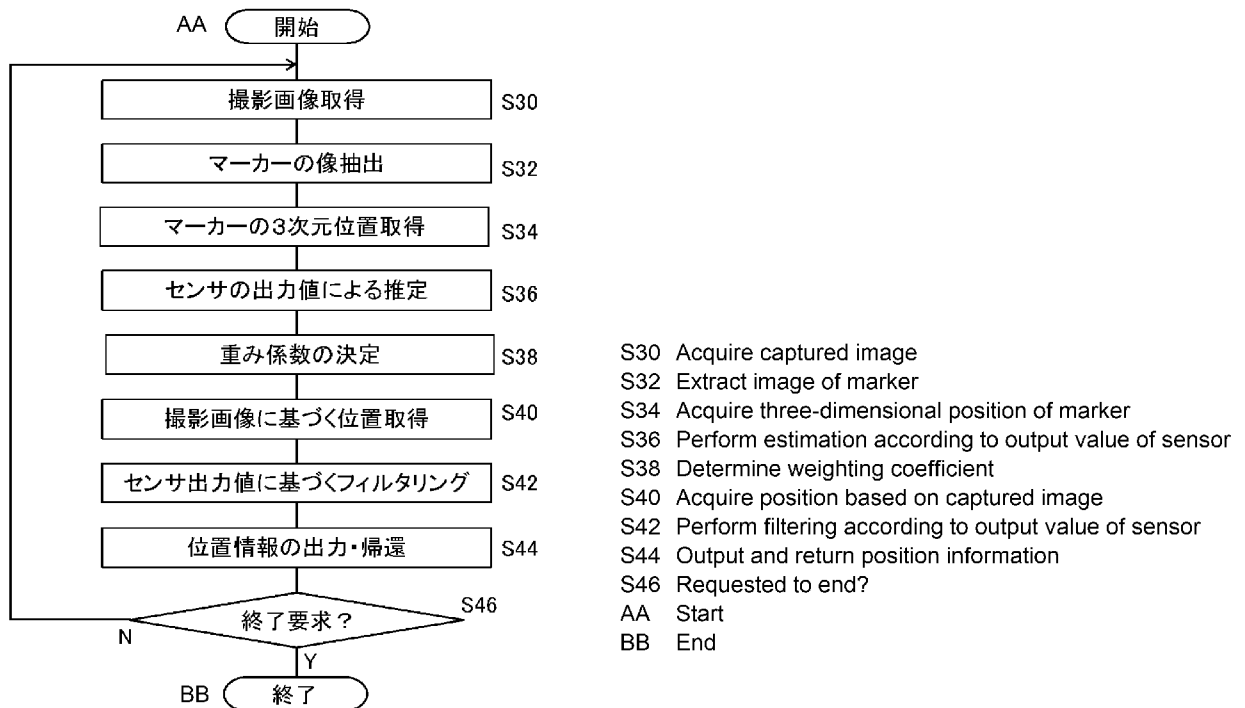 AA 開始
撮影画像取得 S30
マーカーの像抽出 S32
マーカーの3次元位置取得 S34
センサの出力値による推定 S36
重み係数の決定 S38
撮影画像に基づく位置取得 S40
センサ出力値に基づくフィルタリング S42
位置情報の出力・帰還 S44
終了要求？ S46
N
Y
BB 終了
S30 Acquire captured image
S32 Extract image of marker
S34 Acquire three-dimensional position of marker
S36 Perform estimation according to output value of sensor
S38 Determine weighting coefficient
S40 Acquire position based on captured image
S42 Perform filtering according to output value of sensor
S44 Output and return position information
S46 Requested to end?
AA Start
BB End